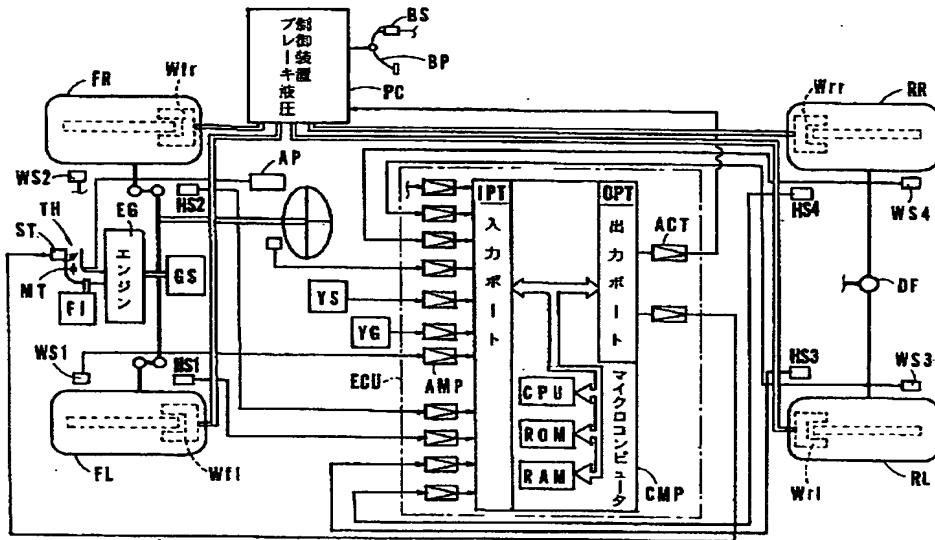 ブレーキ液圧
制御装置
BS
BP
PC
FR
Wfr
Wrr
RR
WS2
AP
HS2
TH
EG
ST
エンジン
GS
MT
FI
WS1
HS1
FL
Wfl
IPT
入力ポート
OPT
出力ポート
ACT
YS
YG
ECU
AMP
CPU
ROM
RAM
マイクロコンピュータ
CMP
HS4
WS4
DF
HS3
WS3
Wrl
RL